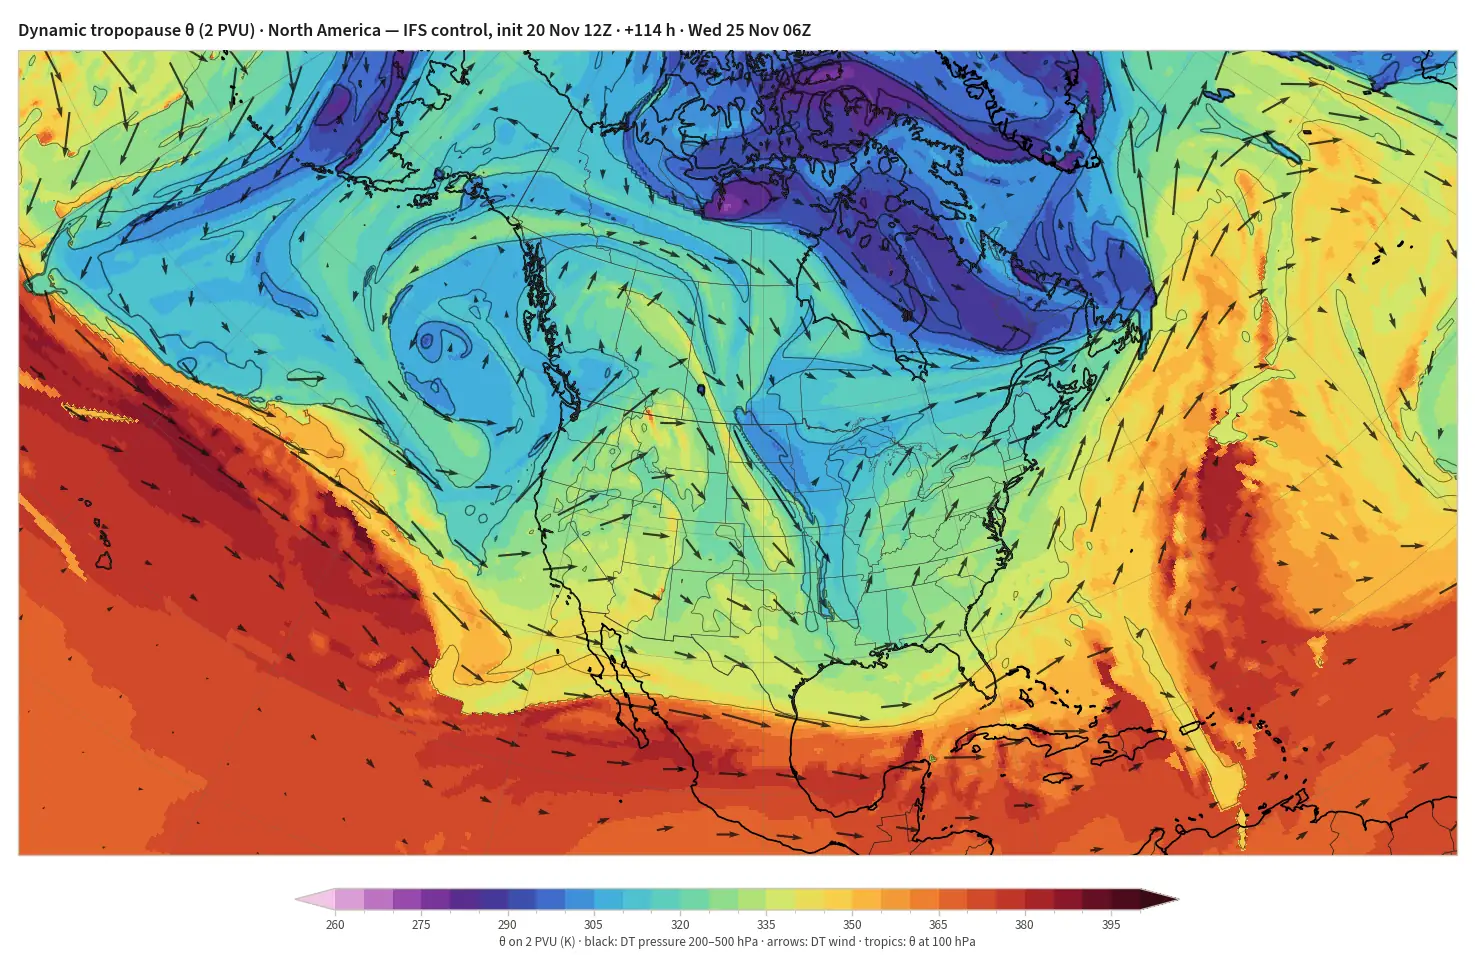 Dynamic tropopause θ (2 PVU) · North America — IFS control, init 20 Nov 12Z · +114 h · Wed 25 Nov 06Z
260 275 290 305 320 335 350 365 380 395
θ on 2 PVU (K) · black: DT pressure 200–500 hPa · arrows: DT wind · tropics: θ at 100 hPa